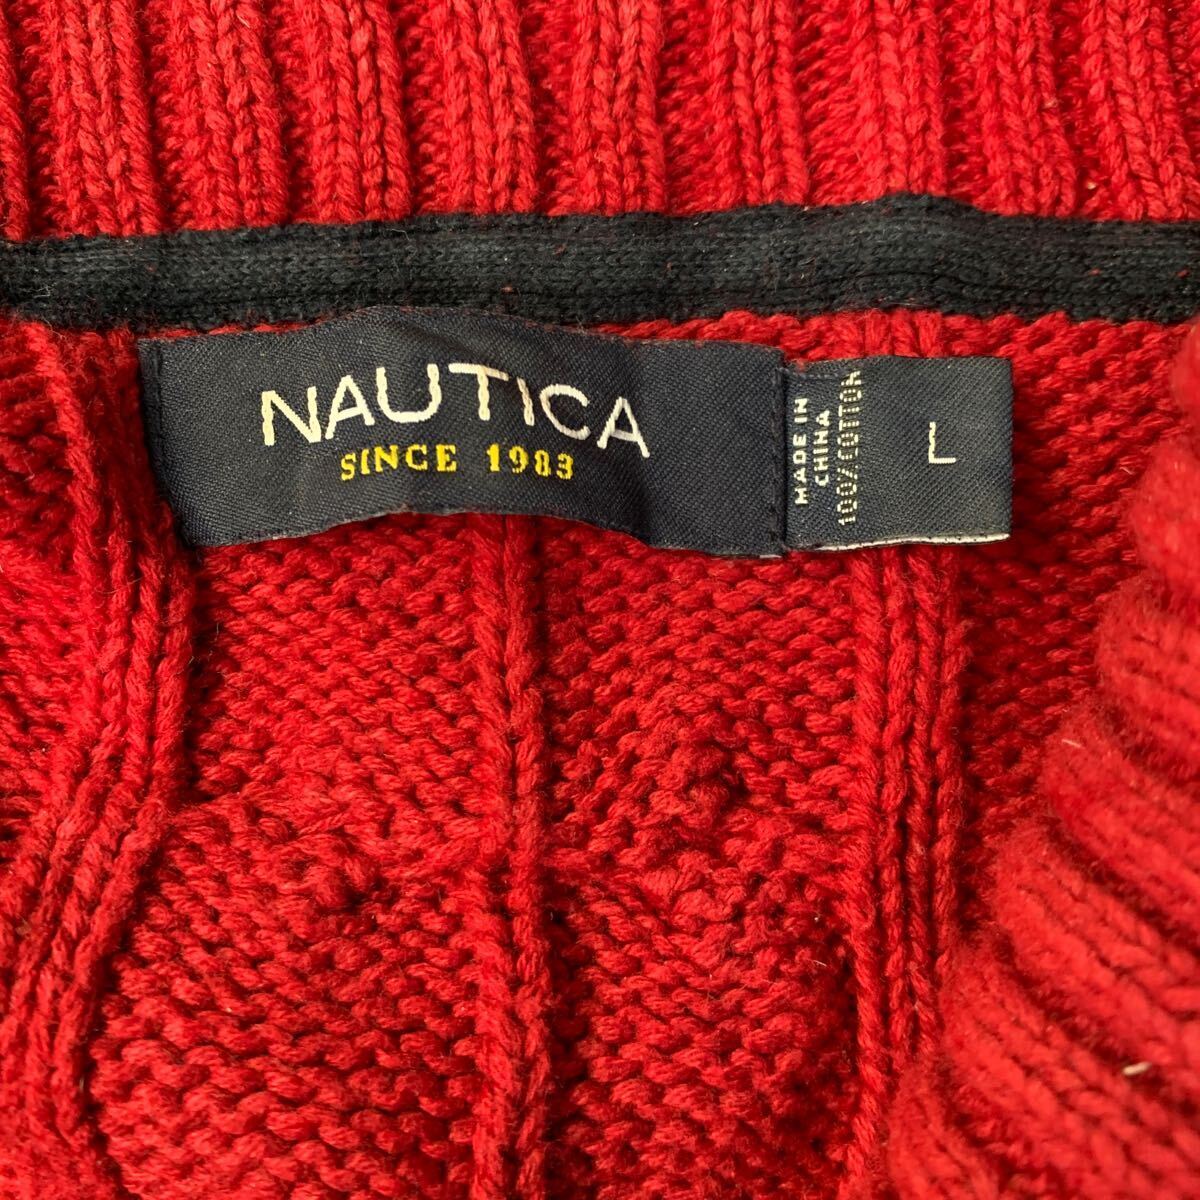 NAUTICA
SINCE 1983
MADE IN
CHINA
100% COTTON
L